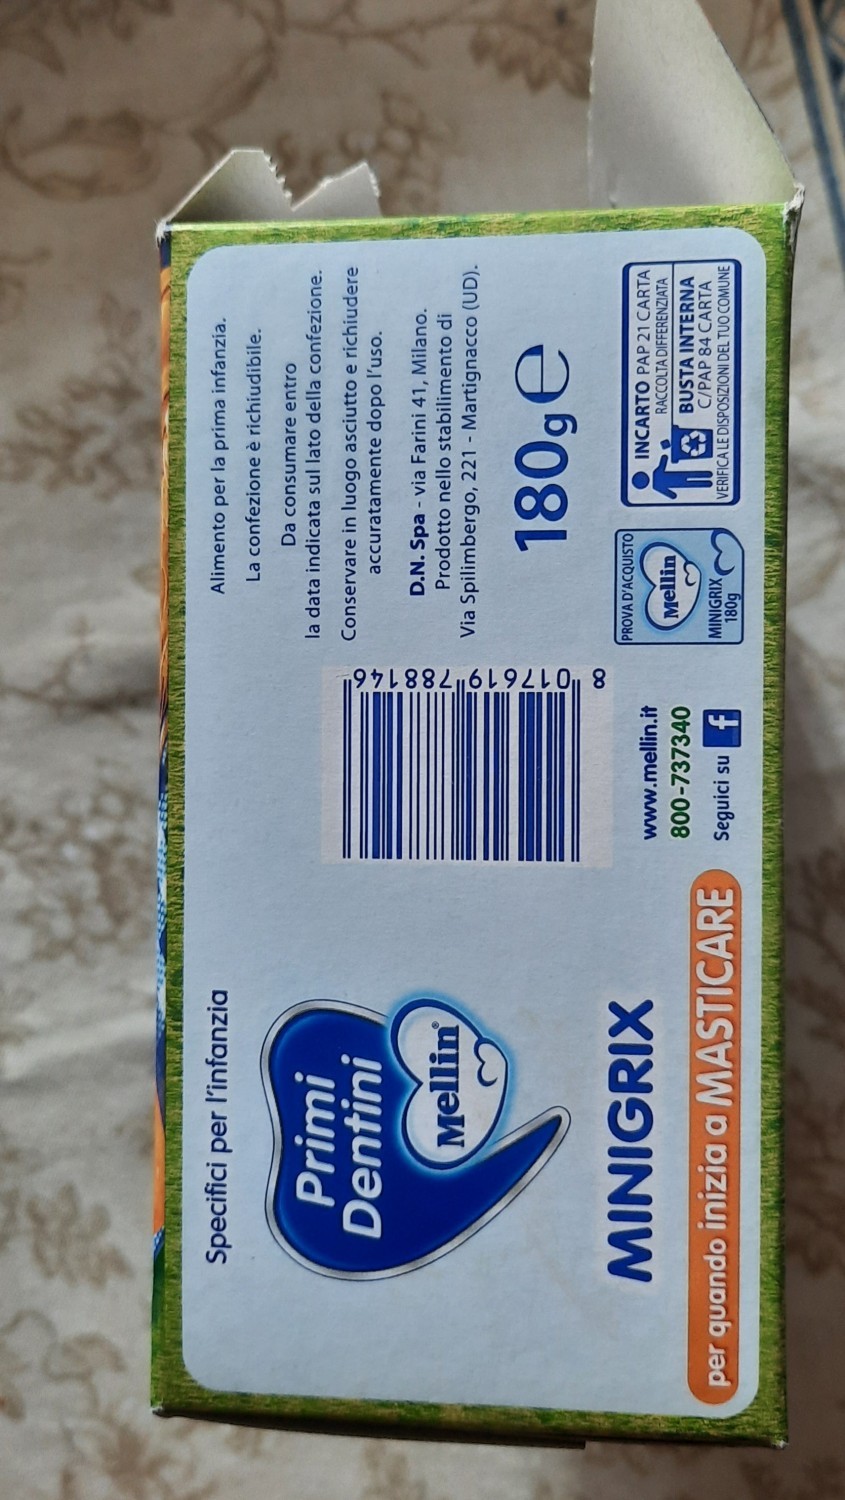 Specifici per l'infanzia
Primi
Dentini
Mellin®
MINIGRIX
per quando inizia a MASTICARE
8 017619 788146
www.mellin.it
800-737340
Seguici su f
Alimento per la prima infanzia.
La confezione è richiudibile.
Da consumare entro
la data indicata sul lato della confezione.
Conservare in luogo asciutto e richiudere
accuratamente dopo l'uso.
D.N. Spa - via Farini 41, Milano.
Prodotto nello stabilimento di
Via Spilimbergo, 221 - Martignacco (UD).
180g e
PROVA D'ACQUISTO
Mellin
MINIGRIX
180g
INCARTO PAP 21 CARTA
RACCOLTA DIFFERENZIATA
BUSTA INTERNA
C/PAP 84 CARTA
VERIFICA LE DISPOSIZIONI DEL TUO COMUNE